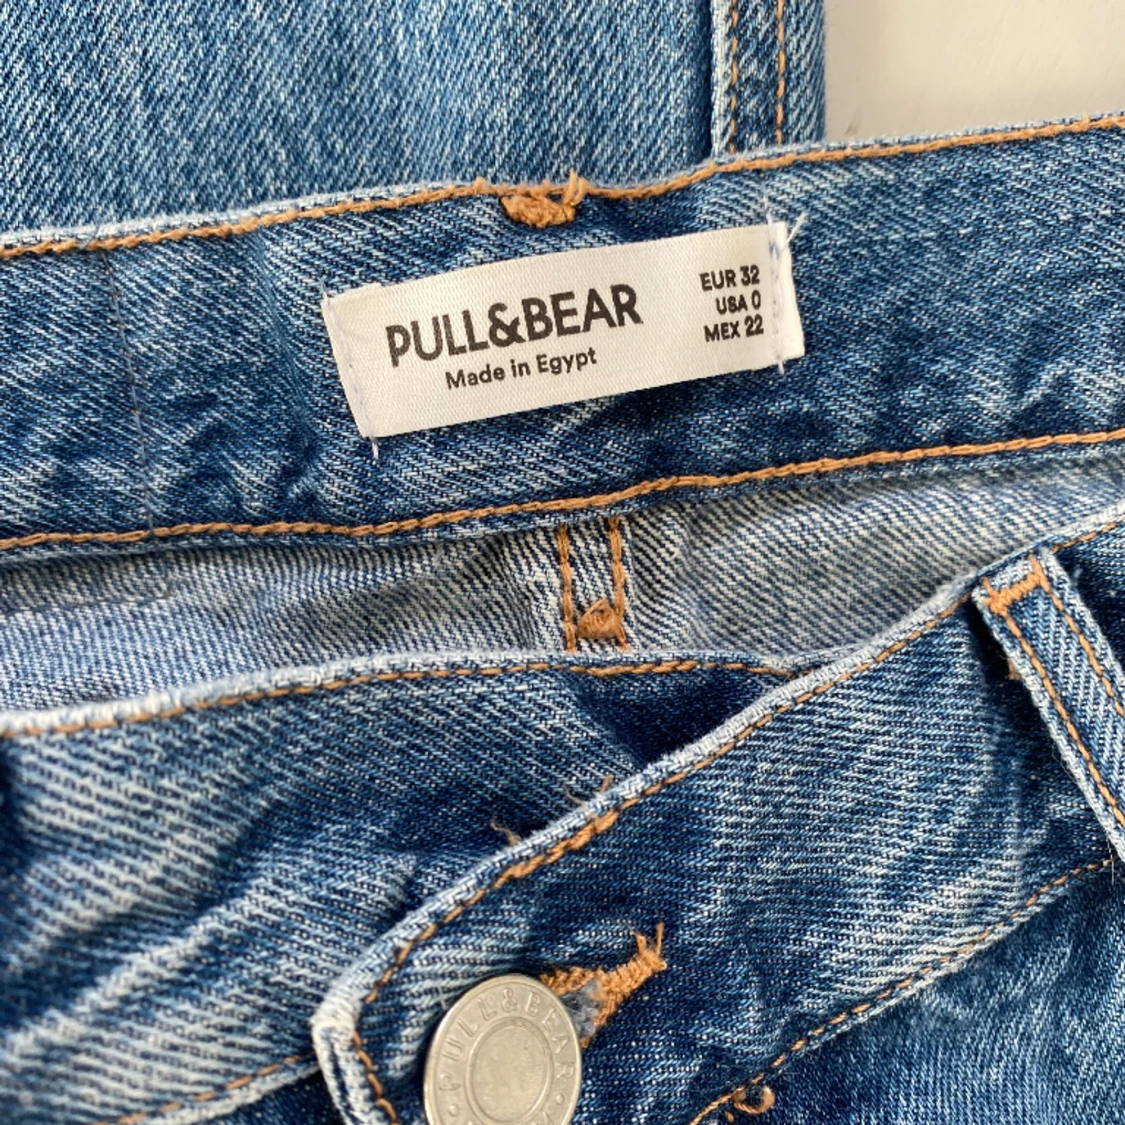 PULL&BEAR
Made in Egypt
EUR 32
USA 0
MEX 22
PULL&BEAR